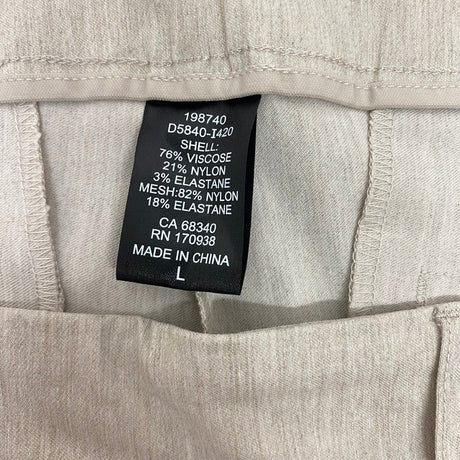 198740
D5840-I420
SHELL:
76% VISCOSE
21% NYLON
3% ELASTANE
MESH:82% NYLON
18% ELASTANE
CA 68340
RN 170938
MADE IN CHINA
L